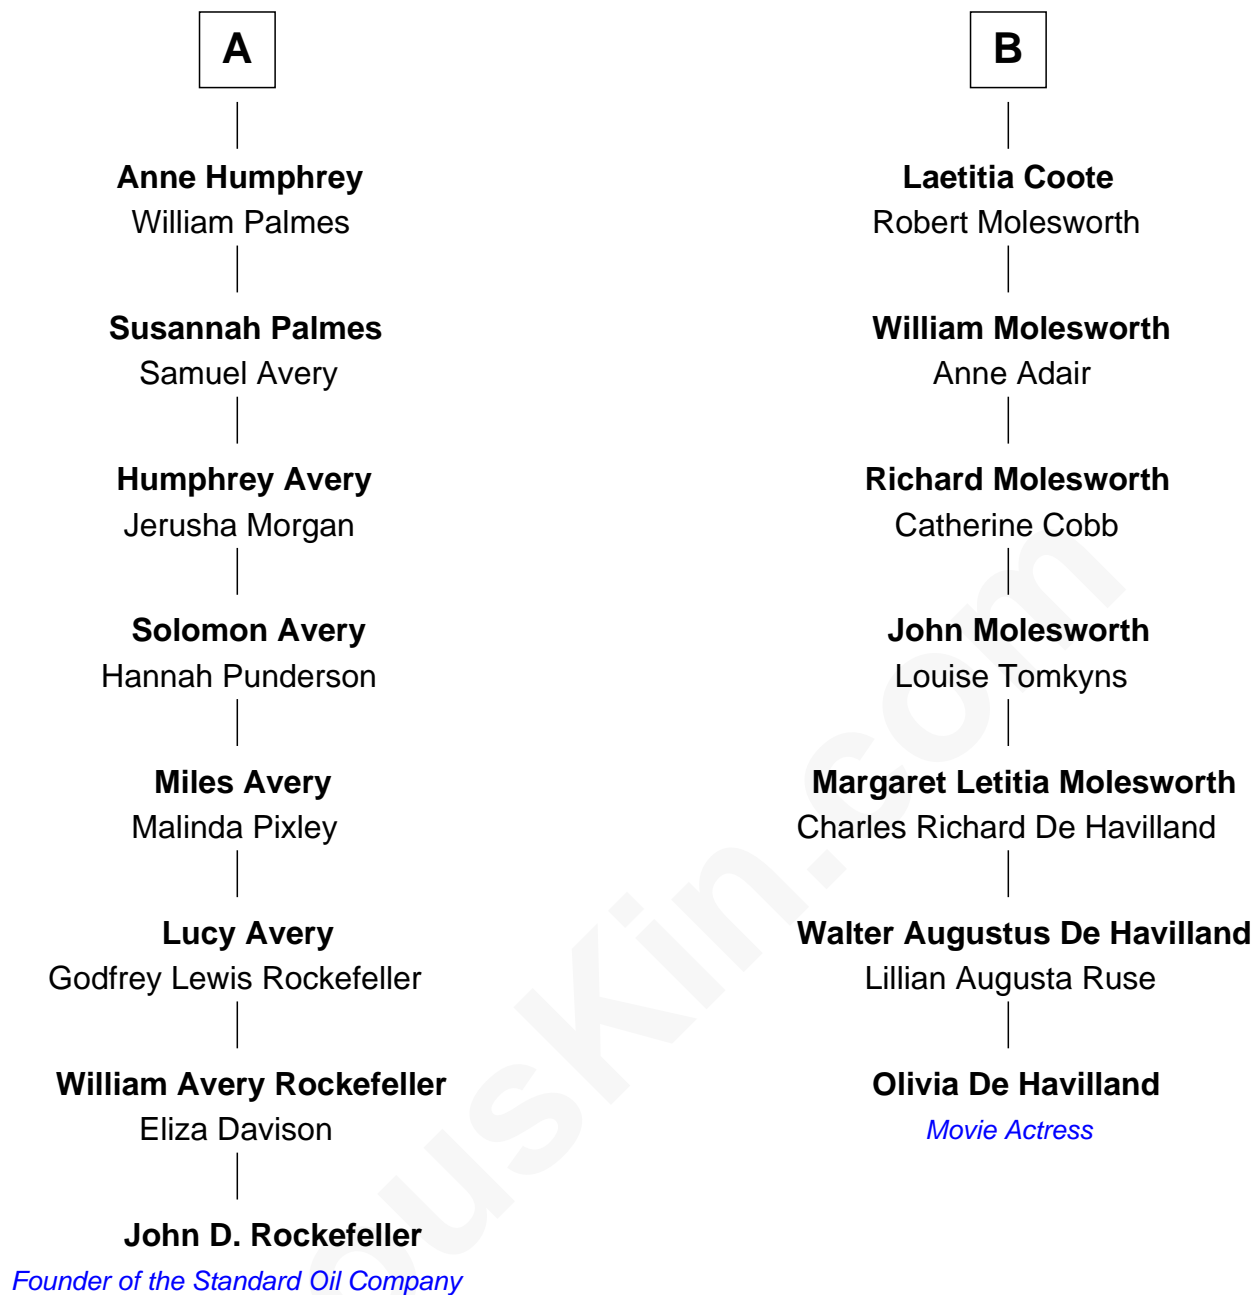 A
Anne Humphrey
William Palmes
Susannah Palmes
Samuel Avery
Humphrey Avery
Jerusha Morgan
Solomon Avery
Hannah Punderson
Miles Avery
Malinda Pixley
Lucy Avery
Godfrey Lewis Rockefeller
William Avery Rockefeller
Eliza Davison
John D. Rockefeller
Founder of the Standard Oil Company
B
Laetitia Coote
Robert Molesworth
William Molesworth
Anne Adair
Richard Molesworth
Catherine Cobb
John Molesworth
Louise Tomkyns
Margaret Letitia Molesworth
Charles Richard De Havilland
Walter Augustus De Havilland
Lillian Augusta Ruse
Olivia De Havilland
Movie Actress
ousKin.com